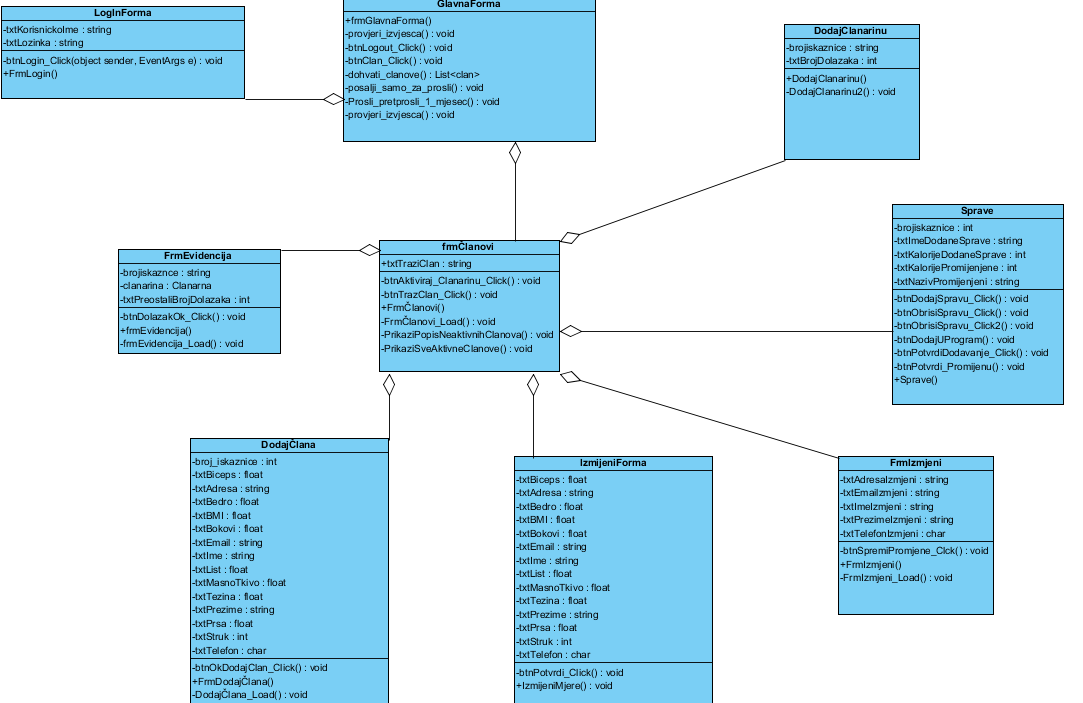 LogInForma
-txtKorisnickoIme : string
-txtLozinka : string
-btnLogin_Click(object sender, EventArgs e) : void
+FrmLogin()
GlavnaForma
+frmGlavnaForma()
-provjeri_izvjesca() : void
-btnLogout_Click() : void
-btnClan_Click() : void
-dohvati_clanove() : List<clan>
-posalji_samo_za_prosli() : void
-Prosli_pretprosli_1_mjesec() : void
-provjeri_izvjesca() : void
DodajClanarinu
-brojiskaznice : string
-txtBrojDolazaka : int
+DodajClanarinu()
-DodajClanarinu2() : void
Sprave
-brojiskaznice : int
-txtImeDodaneSprave : string
-txtKalorijeDodaneSprave : int
-txtKalorijePromijenjene : int
-txtNazivPromijenjeni : string
-btnDodajSpravu_Click() : void
-btnObrisiSpravu_Click() : void
-btnObrisiSpravu_Click2() : void
-btnDodajUProgram() : void
-btnPotvrdiDodavanje_Click() : void
-btnPotvrdi_Promijenu() : void
+Sprave()
FrmEvidencija
-brojiskaznce : string
-clanarina : Clanarna
-txtPreostaliBrojDolazaka : int
-btnDolazakOk_Click() : void
+frmEvidencija()
-frmEvidencija_Load() : void
frmČlanovi
+txtTraziClan : string
-btnAktiviraj_Clanarinu_Click() : void
-btnTrazClan_Click() : void
+FrmČlanovi()
-FrmČlanovi_Load() : void
-PrikaziPopisNeaktivnihClanova() : void
-PrikaziSveAktivneClanove() : void
DodajČlana
-broj_iskaznice : int
-txtBiceps : float
-txtAdresa : string
-txtBedro : float
-txtBMI : float
-txtBokovi : float
-txtEmail : string
-txtIme : string
-txtList : float
-txtMasnoTkivo : float
-txtTezina : float
-txtPrezime : string
-txtPrsa : float
-txtStruk : int
-txtTelefon : char
-btnOkDodajClan_Click() : void
+FrmDodajČlana()
-DodajČlana_Load() : void
IzmijeniForma
-txtBiceps : float
-txtAdresa : string
-txtBedro : float
-txtBMI : float
-txtBokovi : float
-txtEmail : string
-txtIme : string
-txtList : float
-txtMasnoTkivo : float
-txtTezina : float
-txtPrezime : string
-txtPrsa : float
-txtStruk : int
-txtTelefon : char
-btnPotvrdi_Click() : void
+IzmijeniMjere() : void
FrmIzmjeni
-txtAdresaIzmjeni : string
-txtEmailIzmjeni : string
-txtImeIzmjeni : string
-txtPrezimeIzmjeni : string
-txtTelefonIzmjeni : char
-btnSpremiPromjene_Clck() : void
+FrmIzmjeni()
-FrmIzmjeni_Load() : void